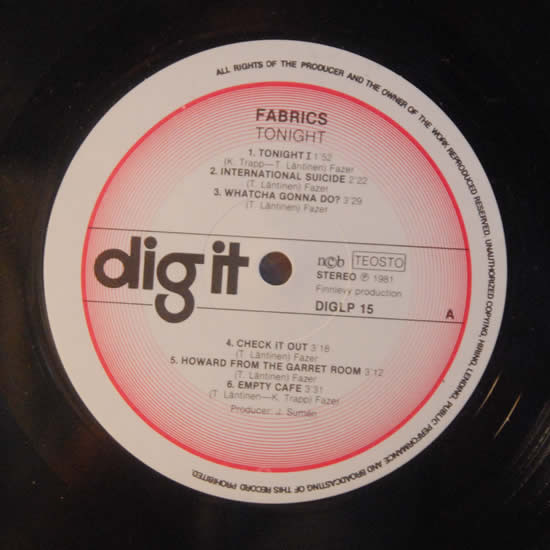 ALL RIGHTS OF THE PRODUCER AND THE OWNER OF THE WORK REPRODUCED RESERVED. UNAUTHORIZED COPYING, HIRING, LENDING, PUBLIC PERFORMANCE AND BROADCASTING OF THIS RECORD PROHIBITED.
FABRICS
TONIGHT
1. TONIGHT I 1'52
(K. Trapp—T. Läntinen) Fazer
2. INTERNATIONAL SUICIDE 2'22
(T. Läntinen) Fazer
3. WHATCHA GONNA DO? 3'29
(T. Läntinen) Fazer
dig it
ncb TEOSTO
STEREO ℗ 1981
Finnlevy production
DIGLP 15
A
4. CHECK IT OUT 3'18
(T. Läntinen) Fazer
5. HOWARD FROM THE GARRET ROOM 3'12
(T. Läntinen) Fazer
6. EMPTY CAFE 3'31
(T. Läntinen—K. Trapp) Fazer
Producer: J. Sumén